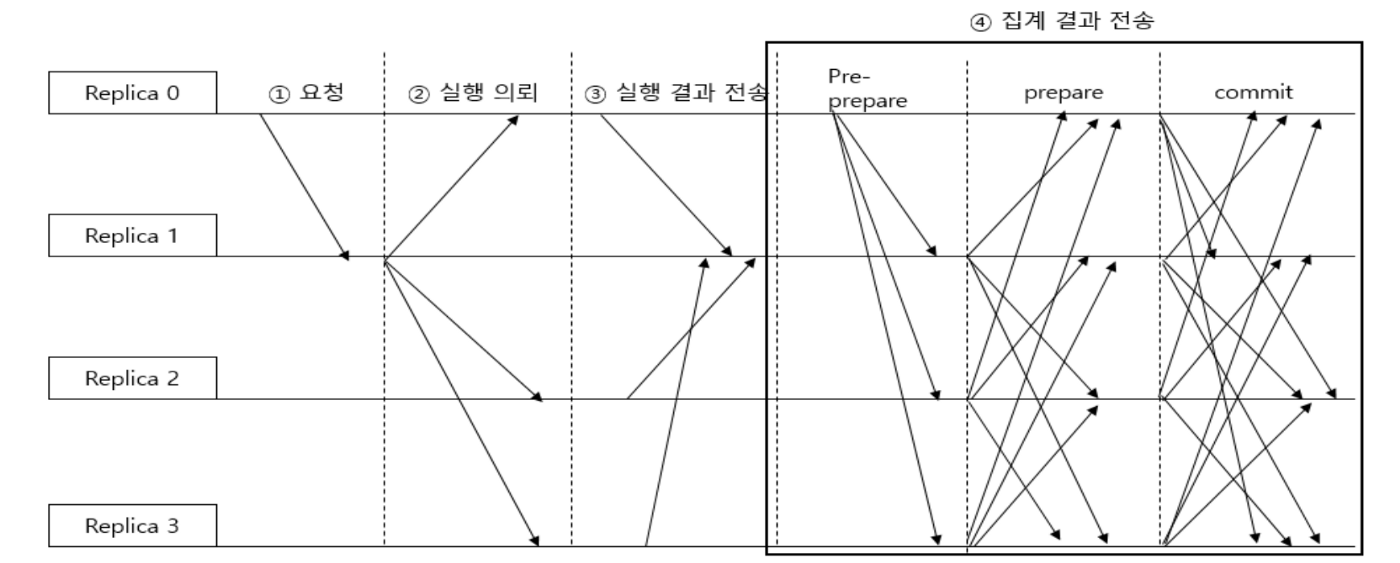 ④ 집계 결과 전송
Replica 0
① 요청
② 실행 의뢰
③ 실행 결과 전송
Pre-
prepare
prepare
commit
Replica 1
Replica 2
Replica 3